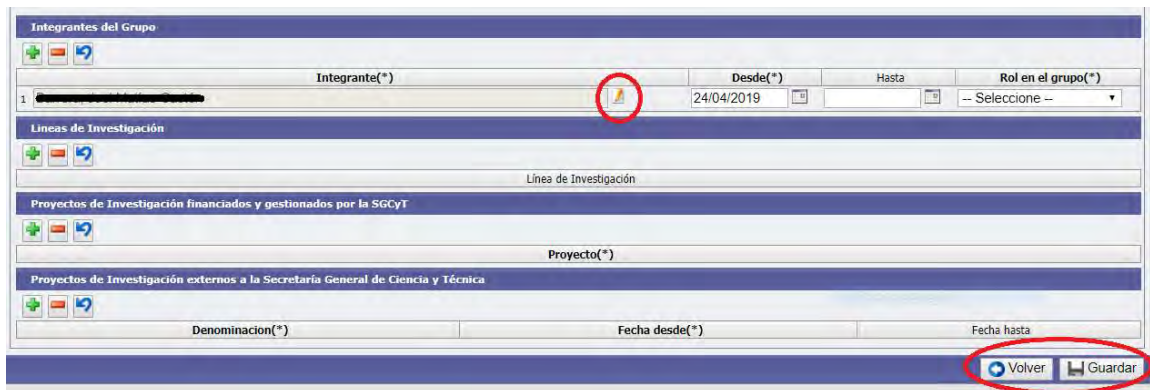 Integrantes del Grupo
Integrante(*) Desde(*) Hasta Rol en el grupo(*)
1 24/04/2019 -- Seleccione --
Lineas de Investigación
Línea de Investigación
Proyectos de Investigación financiados y gestionados por la SGCyT
Proyecto(*)
Proyectos de Investigación externos a la Secretaría General de Ciencia y Técnica
Denominacion(*) Fecha desde(*) Fecha hasta
Volver Guardar